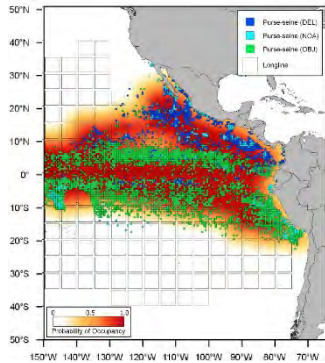 50°N
40°N
30°N
20°N
10°N
0°
10°S
20°S
30°S
40°S
50°S
Purse-seine (DEL)
Purse-seine (NOA)
Purse-seine (OBJ)
Longline
0 0.5 1.0
Probability of Occupancy
150°W 140°W 130°W 120°W 110°W 100°W 90°W 80°W 70°W